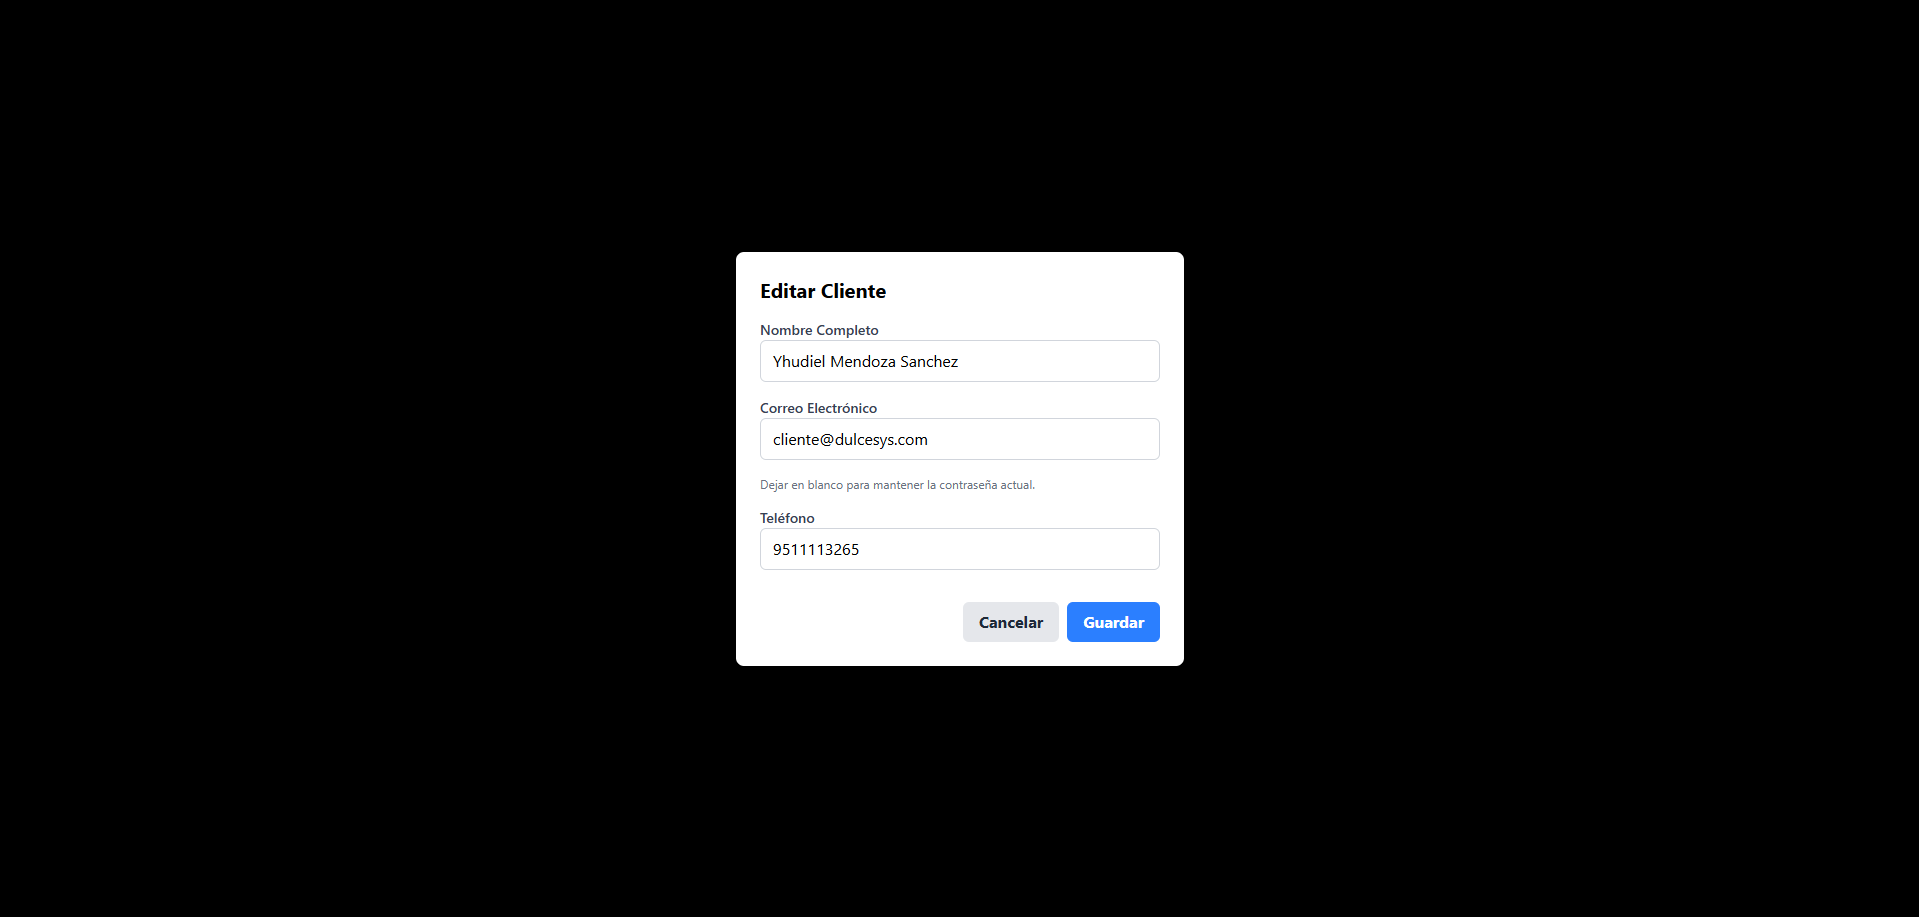 Editar Cliente
Nombre Completo
Yhudiel Mendoza Sanchez
Correo Electrónico
cliente@dulcesys.com
Dejar en blanco para mantener la contraseña actual.
Teléfono
9511113265
Cancelar Guardar